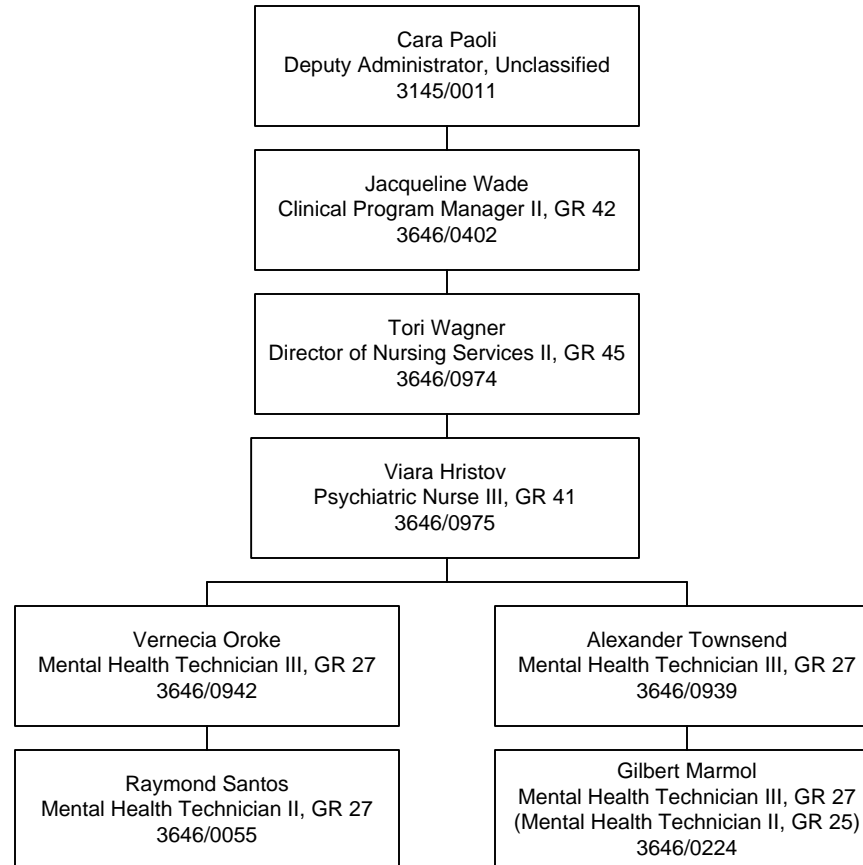 Cara Paoli
Deputy Administrator, Unclassified
3145/0011
Jacqueline Wade
Clinical Program Manager II, GR 42
3646/0402
Tori Wagner
Director of Nursing Services II, GR 45
3646/0974
Viara Hristov
Psychiatric Nurse III, GR 41
3646/0975
Vernecia Oroke
Mental Health Technician III, GR 27
3646/0942
Alexander Townsend
Mental Health Technician III, GR 27
3646/0939
Raymond Santos
Mental Health Technician II, GR 27
3646/0055
Gilbert Marmol
Mental Health Technician III, GR 27
(Mental Health Technician II, GR 25)
3646/0224